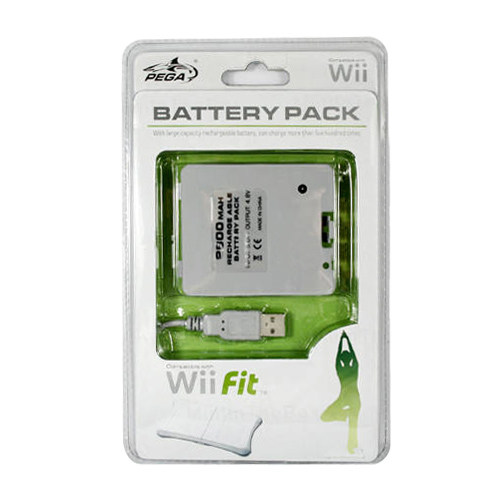 PEGA
Compatible with
Wii
BATTERY PACK
With large capacity rechargeable battery, can charge more than five hundred times.
RECHARGE ABLE
BATTERY PACK
OUTPUT 4.8V
MADE IN CHINA
CE
Compatible with
Wii Fit